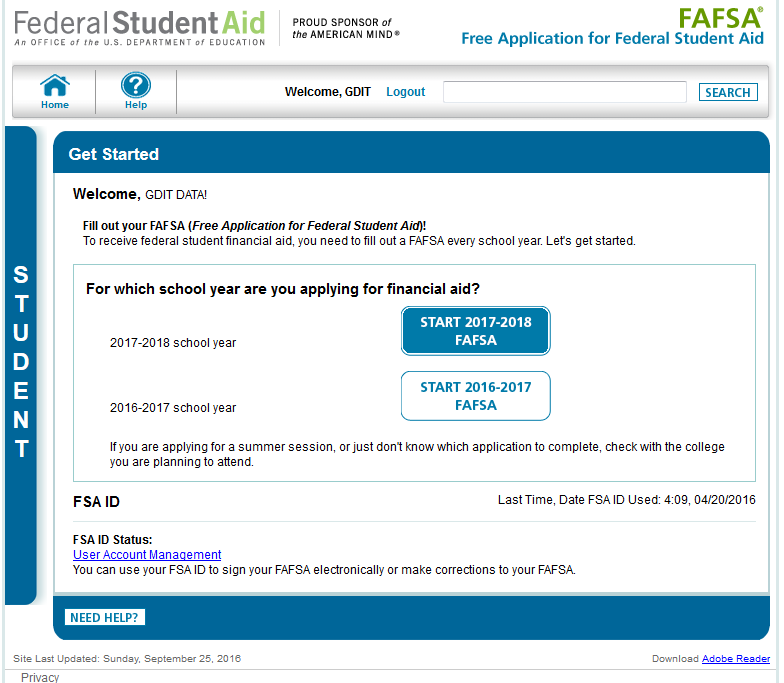 Federal Student Aid
An OFFICE of the U.S. DEPARTMENT of EDUCATION
PROUD SPONSOR of
the AMERICAN MIND®
FAFSA®
Free Application for Federal Student Aid
Home
Help
Welcome, GDIT
Logout
SEARCH
STUDENT
Get Started
Welcome, GDIT DATA!
Fill out your FAFSA (Free Application for Federal Student Aid)!
To receive federal student financial aid, you need to fill out a FAFSA every school year. Let's get started.
For which school year are you applying for financial aid?
2017-2018 school year
START 2017-2018
FAFSA
2016-2017 school year
START 2016-2017
FAFSA
If you are applying for a summer session, or just don't know which application to complete, check with the college
you are planning to attend.
FSA ID
Last Time, Date FSA ID Used: 4:09, 04/20/2016
FSA ID Status:
User Account Management
You can use your FSA ID to sign your FAFSA electronically or make corrections to your FAFSA.
NEED HELP?
Site Last Updated: Sunday, September 25, 2016
Download Adobe Reader
Privacy